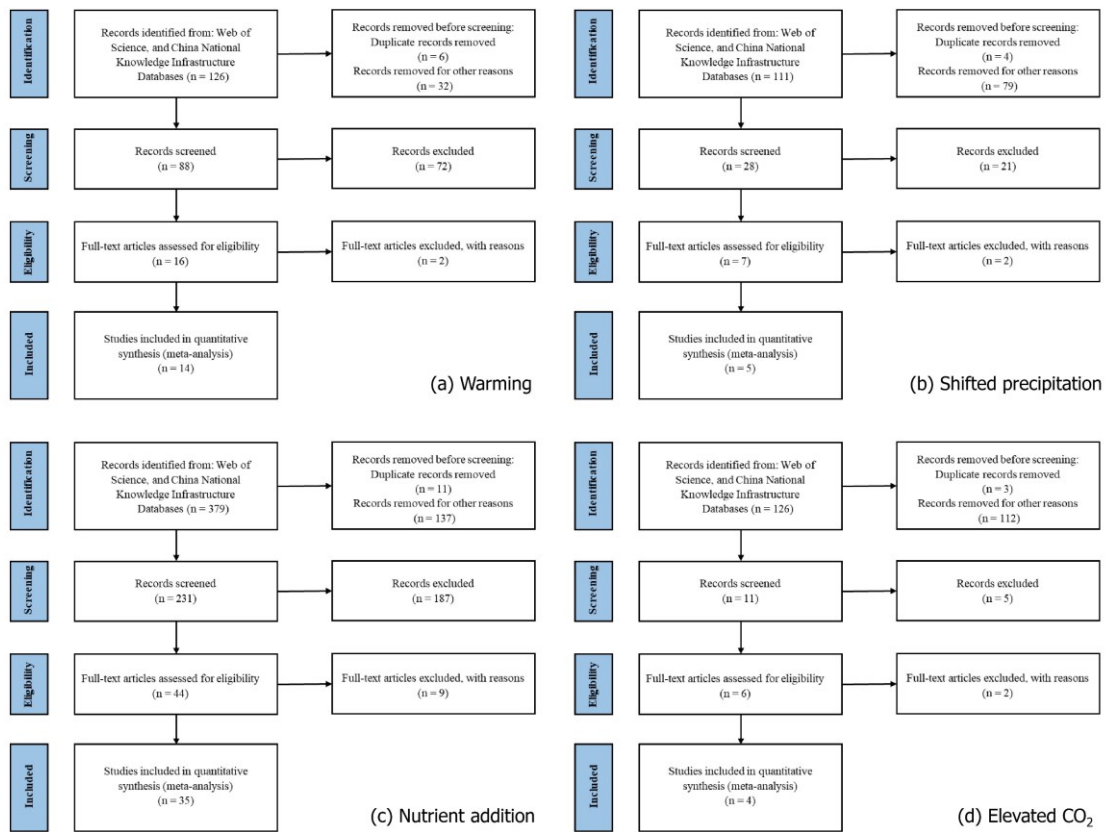 Identification
Records identified from: Web of
Science, and China National
Knowledge Infrastructure
Databases (n = 126)
Records removed before screening:
Duplicate records removed
(n = 6)
Records removed for other reasons
(n = 32)
Screening
Records screened
(n = 88)
Records excluded
(n = 72)
Eligibility
Full-text articles assessed for eligibility
(n = 16)
Full-text articles excluded, with reasons
(n = 2)
Included
Studies included in quantitative
synthesis (meta-analysis)
(n = 14)
(a) Warming
Identification
Records identified from: Web of
Science, and China National
Knowledge Infrastructure
Databases (n = 111)
Records removed before screening:
Duplicate records removed
(n = 4)
Records removed for other reasons
(n = 79)
Screening
Records screened
(n = 28)
Records excluded
(n = 21)
Eligibility
Full-text articles assessed for eligibility
(n = 7)
Full-text articles excluded, with reasons
(n = 2)
Included
Studies included in quantitative
synthesis (meta-analysis)
(n = 5)
(b) Shifted precipitation
Identification
Records identified from: Web of
Science, and China National
Knowledge Infrastructure
Databases (n = 379)
Records removed before screening:
Duplicate records removed
(n = 11)
Records removed for other reasons
(n = 137)
Screening
Records screened
(n = 231)
Records excluded
(n = 187)
Eligibility
Full-text articles assessed for eligibility
(n = 44)
Full-text articles excluded, with reasons
(n = 9)
Included
Studies included in quantitative
synthesis (meta-analysis)
(n = 35)
(c) Nutrient addition
Identification
Records identified from: Web of
Science, and China National
Knowledge Infrastructure
Databases (n = 126)
Records removed before screening:
Duplicate records removed
(n = 3)
Records removed for other reasons
(n = 112)
Screening
Records screened
(n = 11)
Records excluded
(n = 5)
Eligibility
Full-text articles assessed for eligibility
(n = 6)
Full-text articles excluded, with reasons
(n = 2)
Included
Studies included in quantitative
synthesis (meta-analysis)
(n = 4)
(d) Elevated CO₂